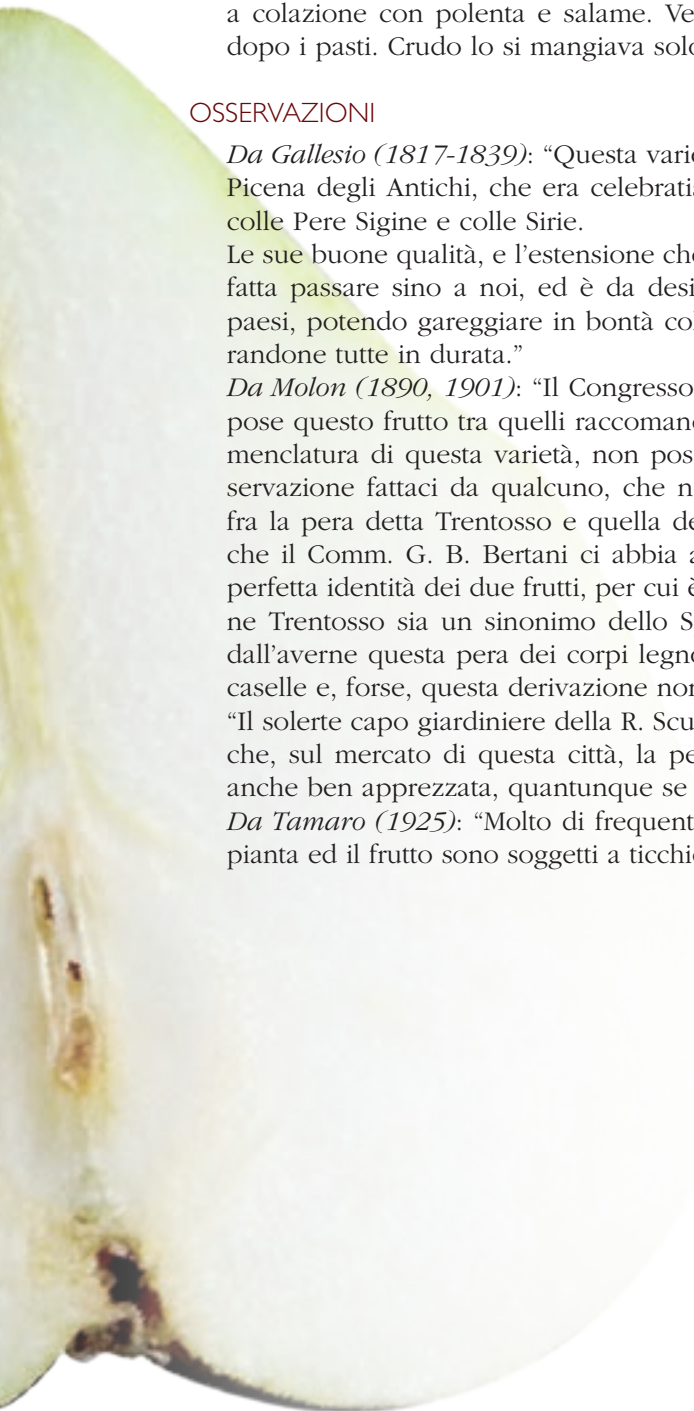 a colazione con polenta e salame. Ve
dopo i pasti. Crudo lo si mangiava solo
OSSERVAZIONI
Da Gallesio (1817-1839): “Questa varie
Picena degli Antichi, che era celebratis
colle Pere Sigine e colle Sirie.
Le sue buone qualità, e l’estensione che
fatta passare sino a noi, ed è da desi
paesi, potendo gareggiare in bontà col
randone tutte in durata.”
Da Molon (1890, 1901): “Il Congresso
pose questo frutto tra quelli raccomand
menclatura di questa varietà, non pos
servazione fattaci da qualcuno, che n
fra la pera detta Trentosso e quella de
che il Comm. G. B. Bertani ci abbia a
perfetta identità dei due frutti, per cui è
ne Trentosso sia un sinonimo dello S
dall’averne questa pera dei corpi legno
caselle e, forse, questa derivazione non
“Il solerte capo giardiniere della R. Scu
che, sul mercato di questa città, la pe
anche ben apprezzata, quantunque se
Da Tamaro (1925): “Molto di frequent
pianta ed il frutto sono soggetti a ticchio